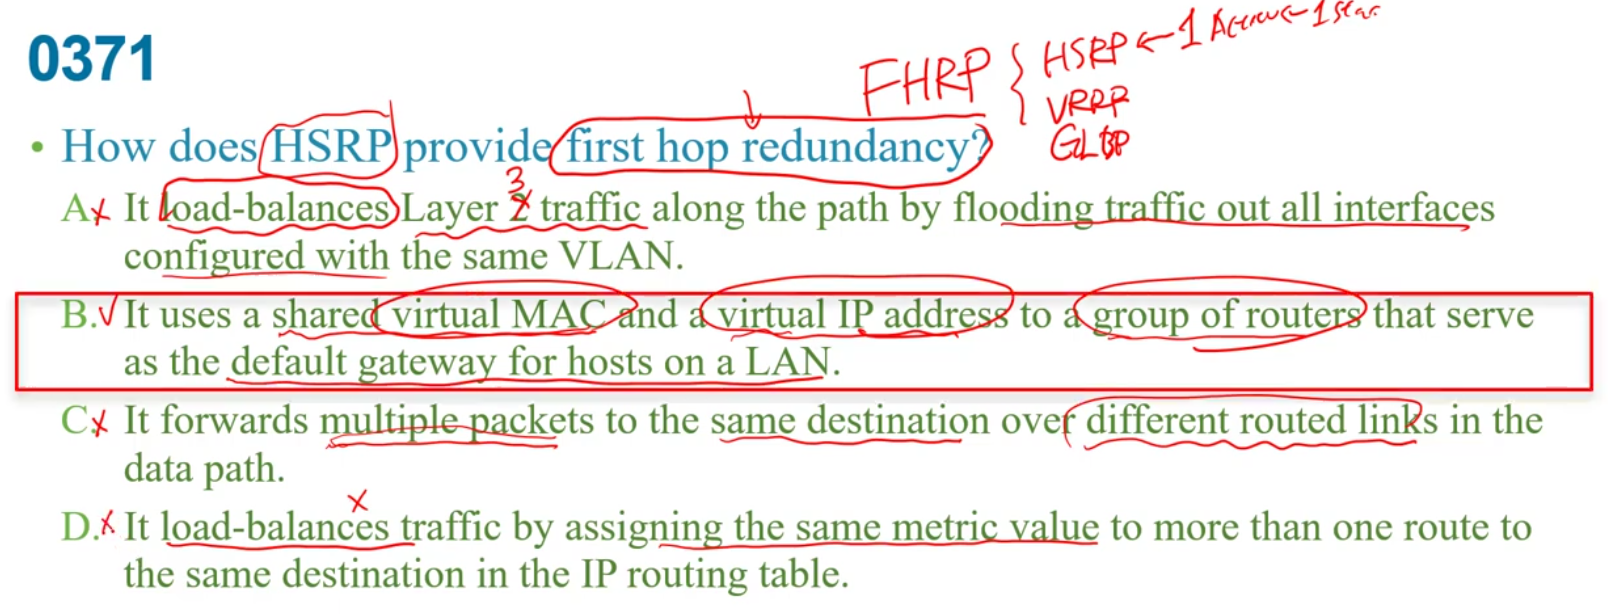 0371
FHRP { HSRP ← 1 Active - 1
VRRP
GLBP
• How does HSRP provide first hop redundancy?
3
A. It load-balances Layer 2 traffic along the path by flooding traffic out all interfaces
configured with the same VLAN.
B. It uses a shared virtual MAC and a virtual IP address to a group of routers that serve
as the default gateway for hosts on a LAN.
C. It forwards multiple packets to the same destination over different routed links in the
data path.
D. It load-balances traffic by assigning the same metric value to more than one route to
the same destination in the IP routing table.